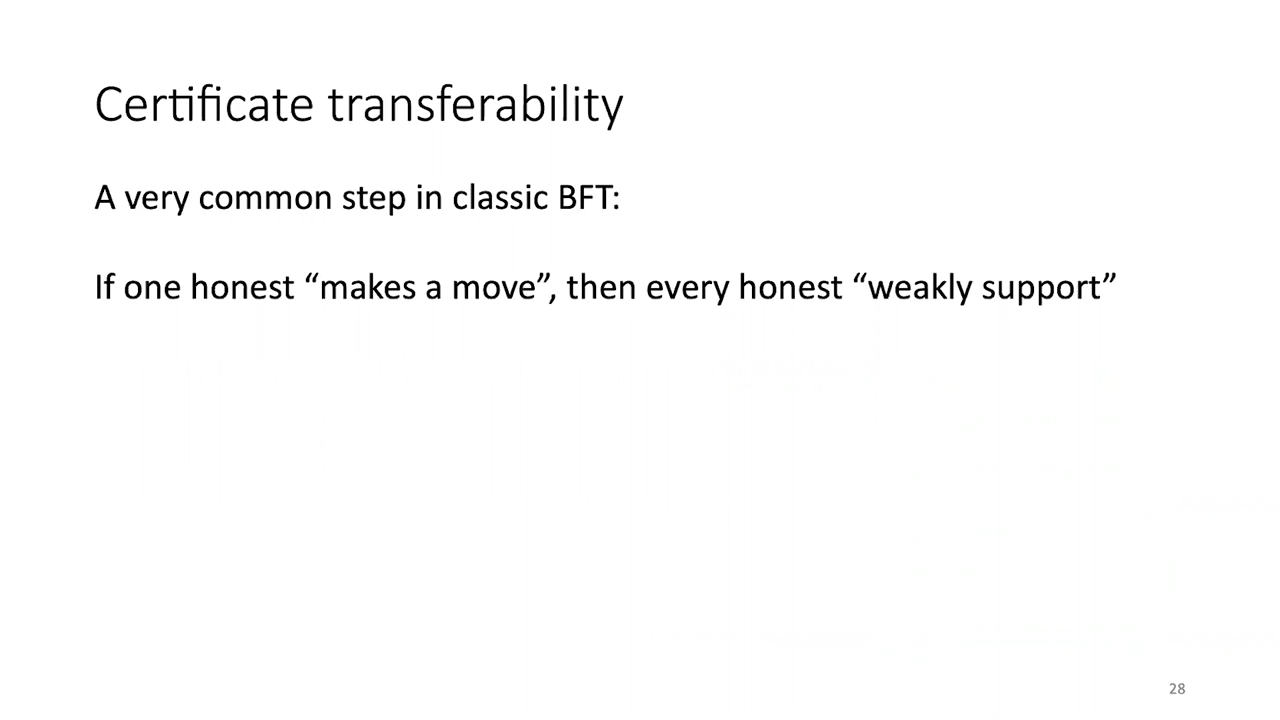 Certificate transferability
A very common step in classic BFT:
If one honest “makes a move”, then every honest “weakly support”
28